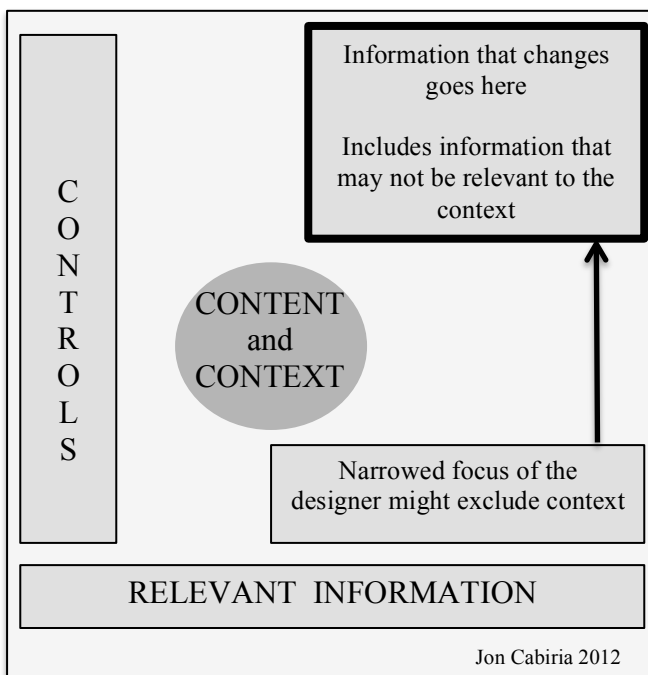 CONTROLS
Information that changes
goes here
Includes information that
may not be relevant to the
context
CONTENT
and
CONTEXT
Narrowed focus of the
designer might exclude context
RELEVANT INFORMATION
Jon Cabiria 2012